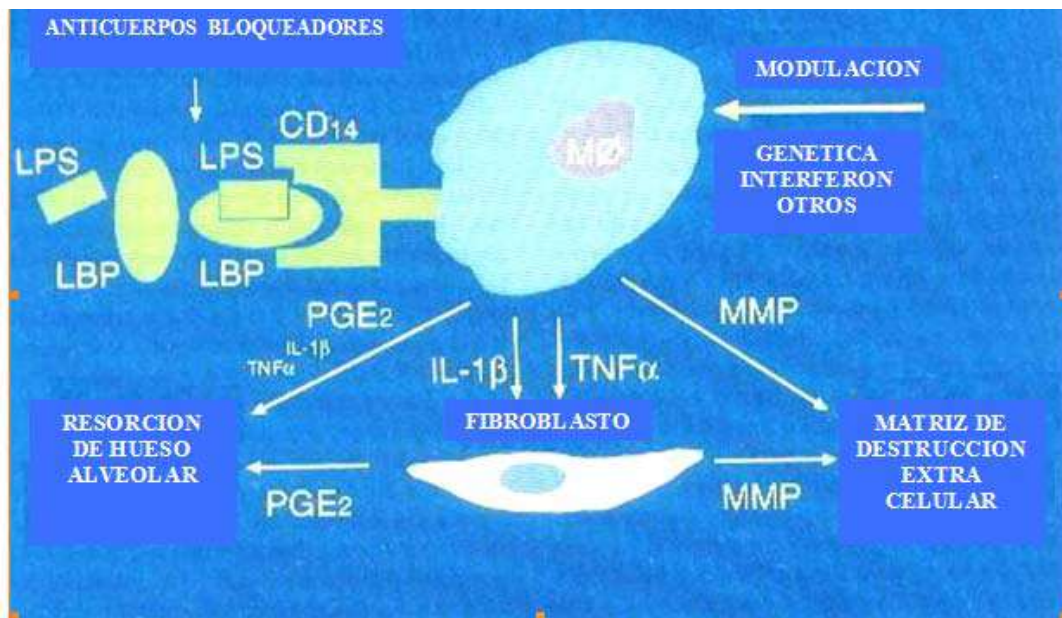 ANTICUERPOS BLOQUEADORES
MODULACION
CD14
LPS
LPS
MØ
GENETICA
INTERFERON
OTROS
LBP
LBP
PGE2
MMP
IL-1β
TNFα
IL-1β
TNFα
RESORCION
DE HUESO
ALVEOLAR
FIBROBLASTO
MATRIZ DE
DESTRUCCION
EXTRA
CELULAR
PGE2
MMP